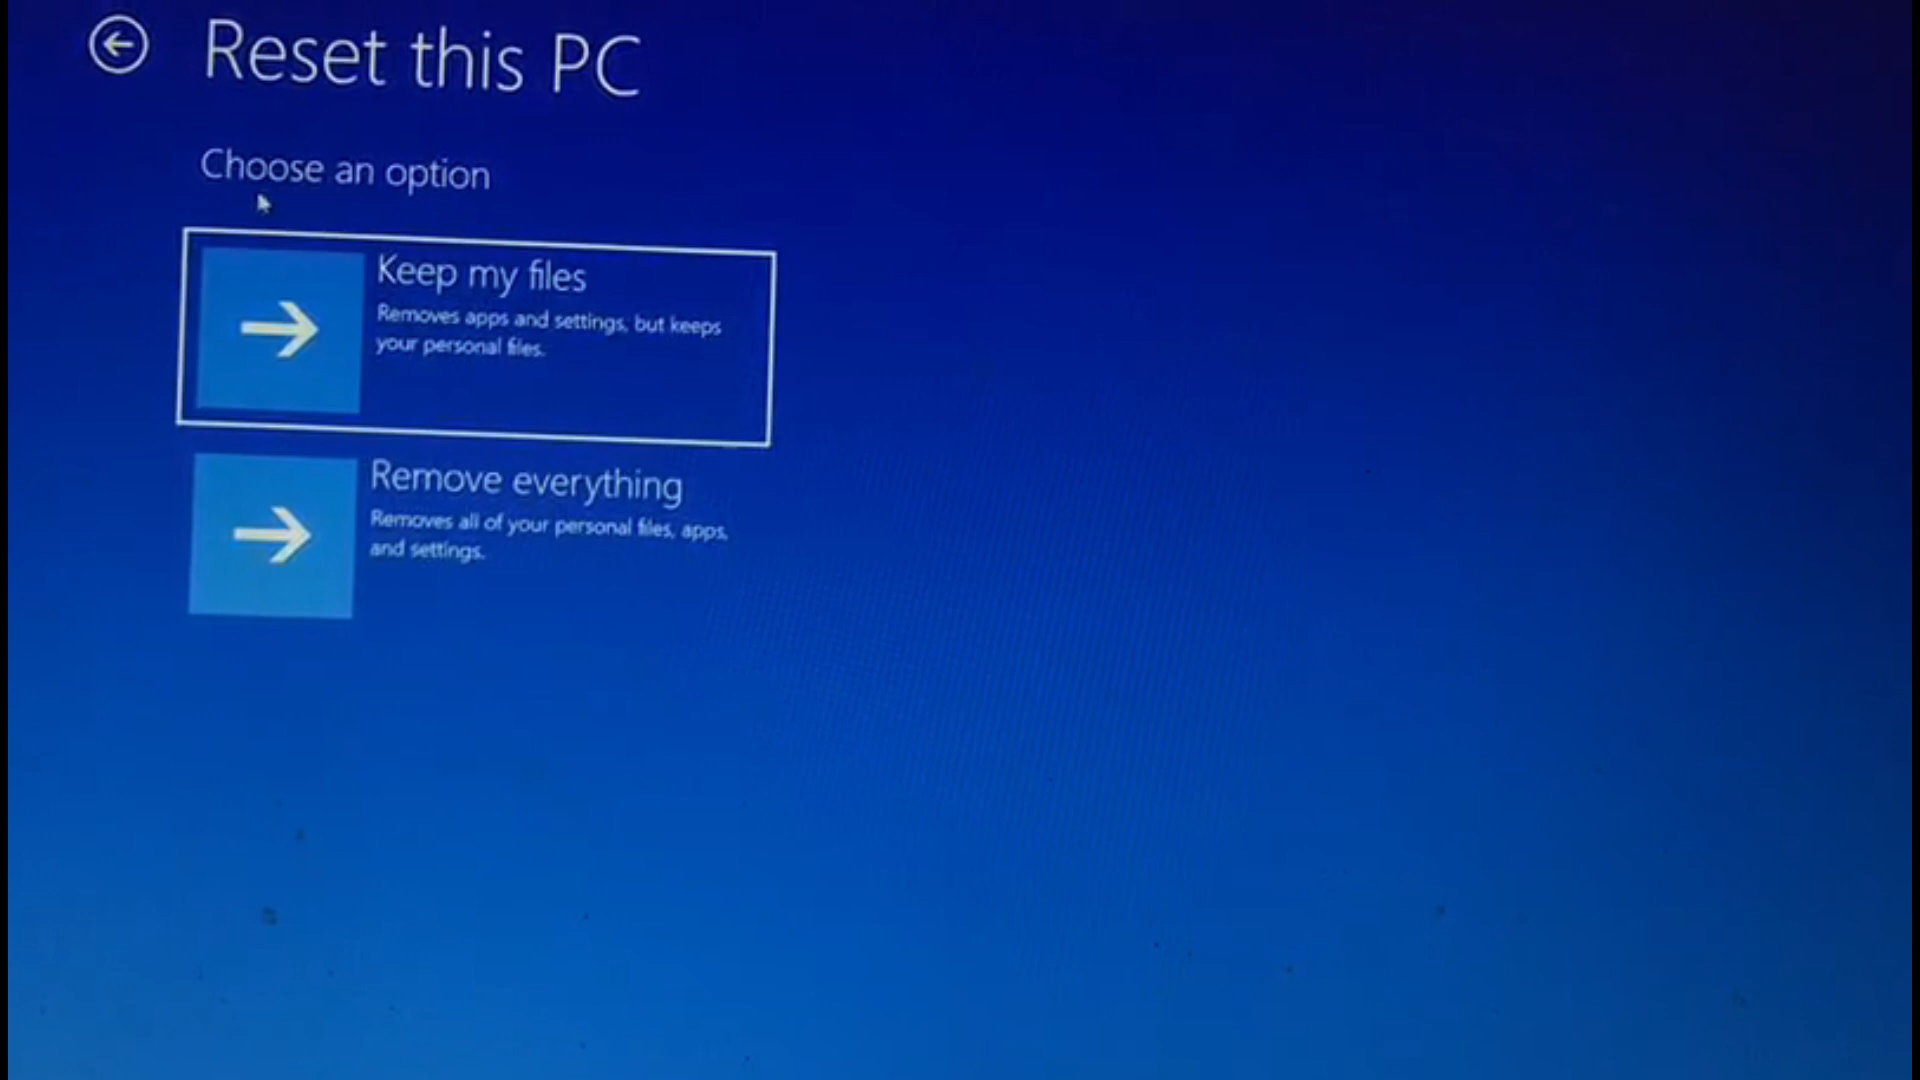 Reset this PC
Choose an option
Keep my files
Removes apps and settings, but keeps
your personal files.
Remove everything
Removes all of your personal files, apps,
and settings.